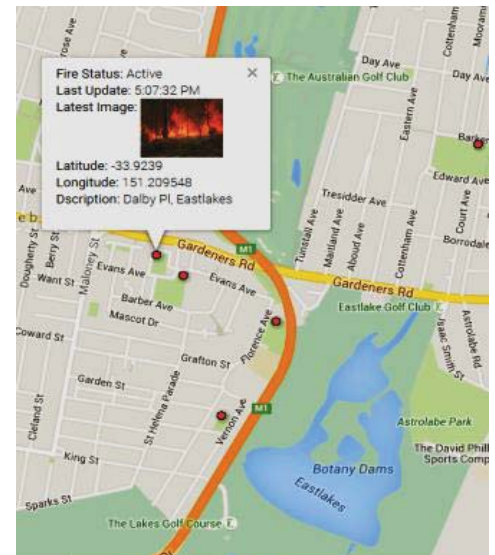 Fire Status: Active
Last Update: 5:07:32 PM
Latest Image:
Latitude: -33.9239
Longitude: 151.209548
Dscription: Dalby Pl, Eastlakes
The Australian Golf Club
Day Ave
Day Ave
Cottenham
Eastern Ave
Barker
Edward Ave
Tresidder Ave
Court Ave
Borrodale
Tunstall Ave
Maitland Ave
Aboud Ave
Cottenham Ave
Ave
Dougherty St
Berry St
Maloney St
M1
Gardeners Rd
Gardeners Rd
Want St
Evans Ave
Evans Ave
Barber Ave
Mascot Dr
Florence Ave
Eastlake Golf Club
Isaac Smith St
Astrolabe Rd
Coward St
Grafton St
Garden St
St Helena Parade
Vernon Ave
M1
Cleland St
King St
Astrolabe Park
The David Phill
Sports Comp
Botany Dams
Eastlakes
Sparks St
The Lakes Golf Course